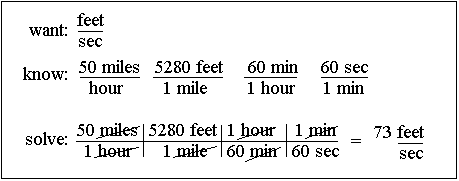 want: feet
sec
know: 50 miles 5280 feet 60 min 60 sec
hour 1 mile 1 hour 1 min
solve: 50 miles 5280 feet 1 hour 1 min = 73 feet
1 hour 1 mile 60 min 60 sec sec